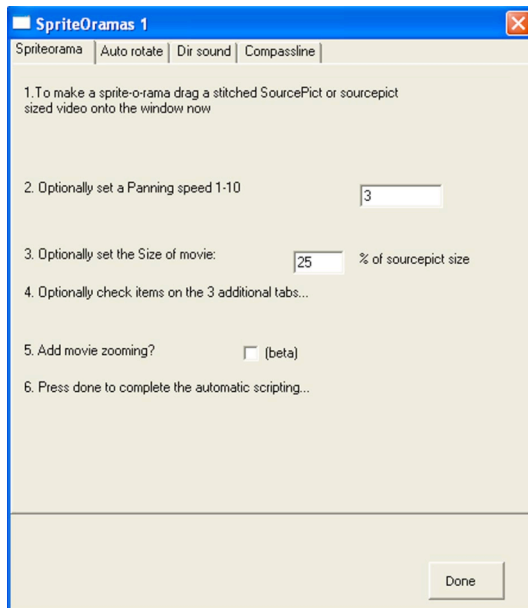 SpriteOramas 1
Spriteorama Auto rotate Dir sound Compassline
1.To make a sprite-o-rama drag a stitched SourcePict or sourcepict
sized video onto the window now
2. Optionally set a Panning speed 1-10 3
3. Optionally set the Size of movie: 25 % of sourcepict size
4. Optionally check items on the 3 additional tabs...
5. Add movie zooming? (beta)
6. Press done to complete the automatic scripting...
Done